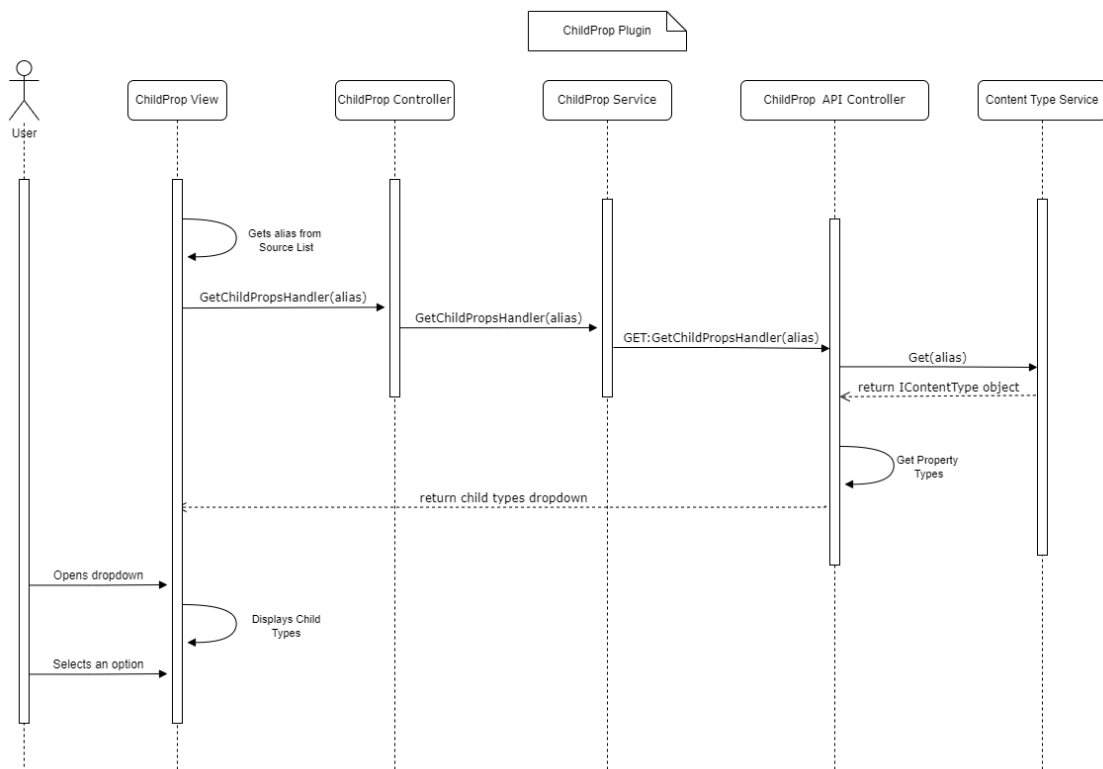 ChildProp Plugin
User
ChildProp View
ChildProp Controller
ChildProp Service
ChildProp API Controller
Content Type Service
Gets alias from
Source List
GetChildPropsHandler(alias)
GetChildPropsHandler(alias)
GET:GetChildPropsHandler(alias)
Get(alias)
return IContentType object
Get Property
Types
return child types dropdown
Opens dropdown
Displays Child
Types
Selects an option